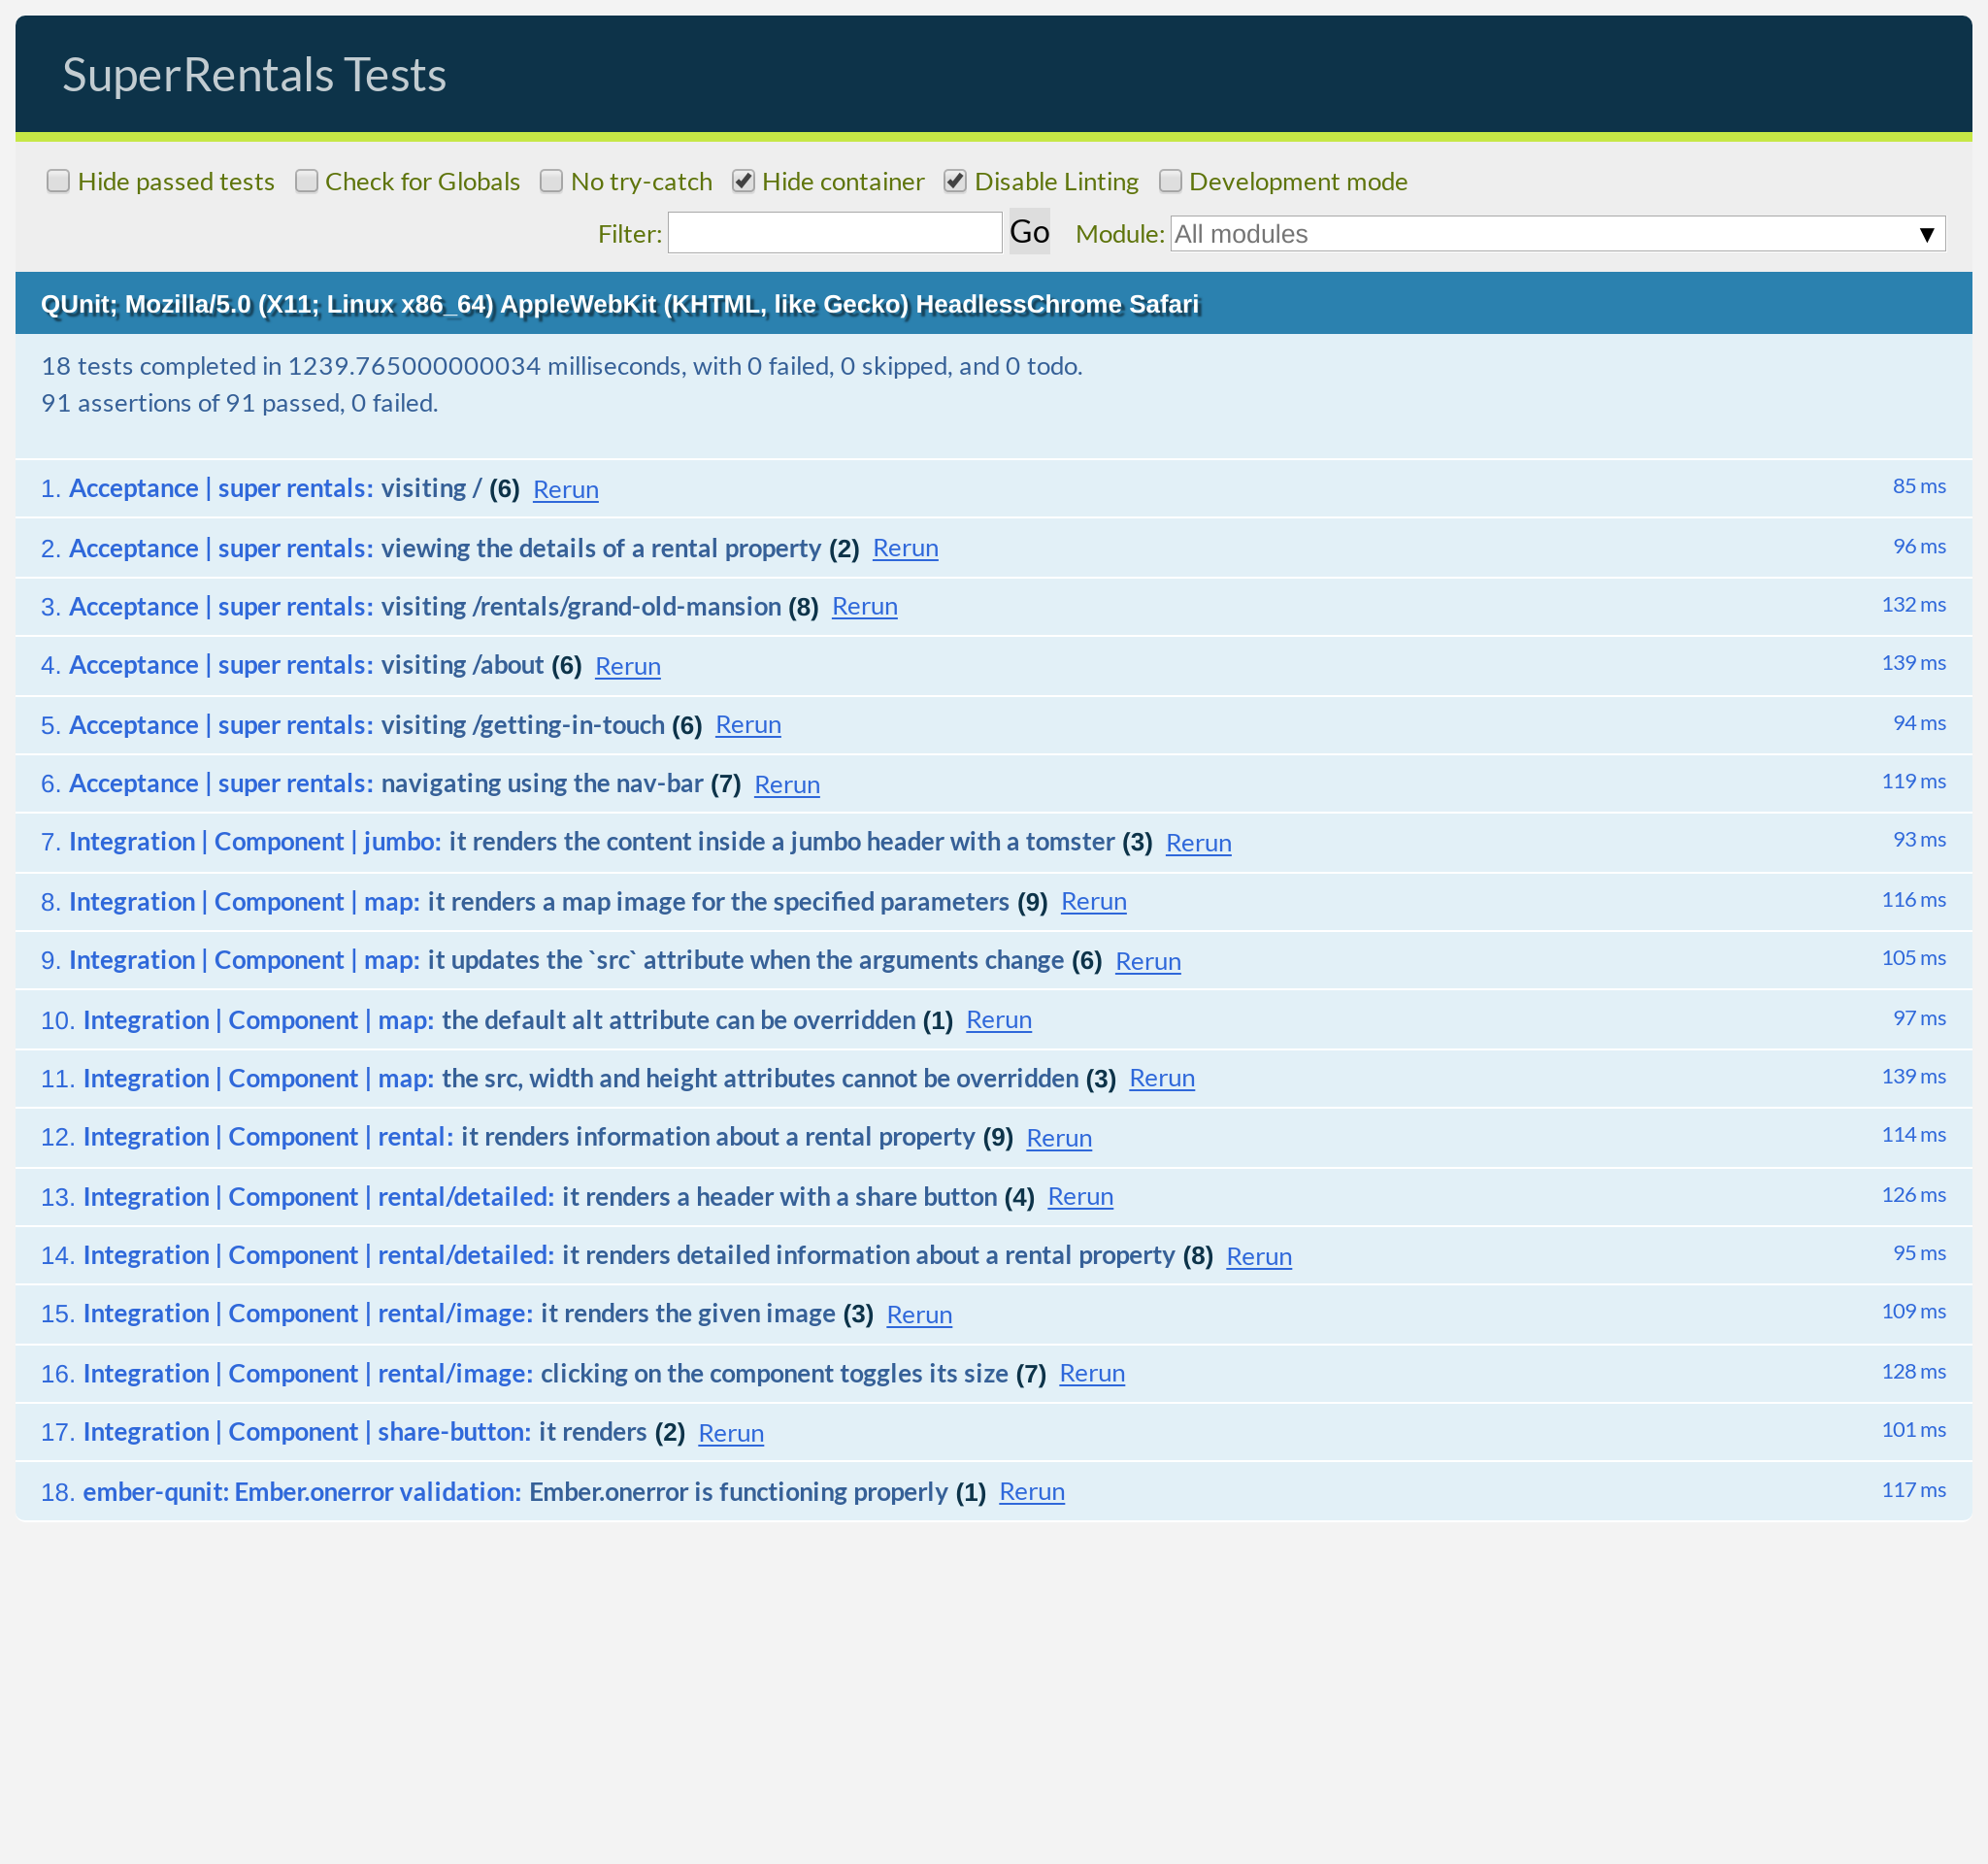 SuperRentals Tests
Hide passed tests Check for Globals No try-catch Hide container Disable Linting Development mode
Filter: Go Module: All modules ▼
QUnit; Mozilla/5.0 (X11; Linux x86_64) AppleWebKit (KHTML, like Gecko) HeadlessChrome Safari
18 tests completed in 1239.765000000034 milliseconds, with 0 failed, 0 skipped, and 0 todo.
91 assertions of 91 passed, 0 failed.
1. Acceptance | super rentals: visiting / (6) Rerun 85 ms
2. Acceptance | super rentals: viewing the details of a rental property (2) Rerun 96 ms
3. Acceptance | super rentals: visiting /rentals/grand-old-mansion (8) Rerun 132 ms
4. Acceptance | super rentals: visiting /about (6) Rerun 139 ms
5. Acceptance | super rentals: visiting /getting-in-touch (6) Rerun 94 ms
6. Acceptance | super rentals: navigating using the nav-bar (7) Rerun 119 ms
7. Integration | Component | jumbo: it renders the content inside a jumbo header with a tomster (3) Rerun 93 ms
8. Integration | Component | map: it renders a map image for the specified parameters (9) Rerun 116 ms
9. Integration | Component | map: it updates the `src` attribute when the arguments change (6) Rerun 105 ms
10. Integration | Component | map: the default alt attribute can be overridden (1) Rerun 97 ms
11. Integration | Component | map: the src, width and height attributes cannot be overridden (3) Rerun 139 ms
12. Integration | Component | rental: it renders information about a rental property (9) Rerun 114 ms
13. Integration | Component | rental/detailed: it renders a header with a share button (4) Rerun 126 ms
14. Integration | Component | rental/detailed: it renders detailed information about a rental property (8) Rerun 95 ms
15. Integration | Component | rental/image: it renders the given image (3) Rerun 109 ms
16. Integration | Component | rental/image: clicking on the component toggles its size (7) Rerun 128 ms
17. Integration | Component | share-button: it renders (2) Rerun 101 ms
18. ember-qunit: Ember.onerror validation: Ember.onerror is functioning properly (1) Rerun 117 ms